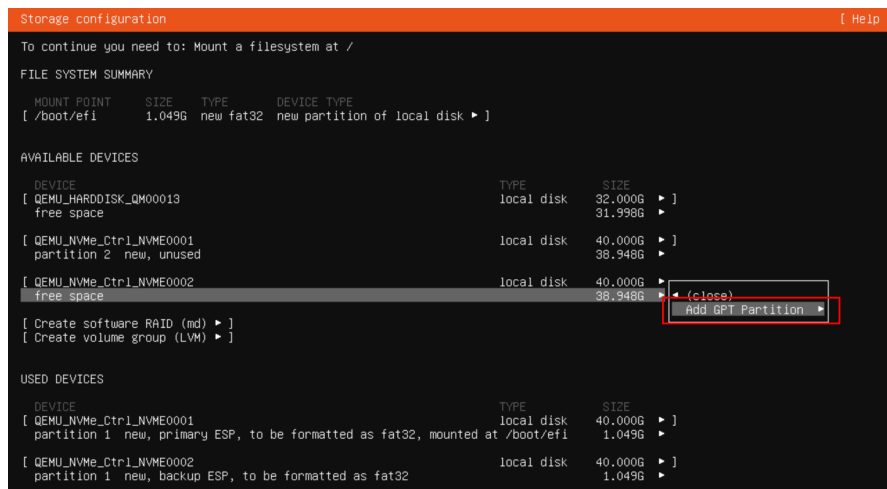 Storage configuration [ Help
To continue you need to: Mount a filesystem at /
FILE SYSTEM SUMMARY
MOUNT POINT SIZE TYPE DEVICE TYPE
[ /boot/efi 1.049G new fat32 new partition of local disk ▸ ]
AVAILABLE DEVICES
DEVICE TYPE SIZE
[ QEMU_HARDDISK_QM00013 local disk 32.000G ▸ ]
free space 31.998G ▸
[ QEMU_NVMe_Ctrl_NVME0001 local disk 40.000G ▸ ]
partition 2 new, unused 38.948G ▸
[ QEMU_NVMe_Ctrl_NVME0002 local disk 40.000G ▸
free space 38.948G ▸ ◂ (close)
Add GPT Partition ▸
[ Create software RAID (md) ▸ ]
[ Create volume group (LVM) ▸ ]
USED DEVICES
DEVICE TYPE SIZE
[ QEMU_NVMe_Ctrl_NVME0001 local disk 40.000G ▸ ]
partition 1 new, primary ESP, to be formatted as fat32, mounted at /boot/efi 1.049G ▸
[ QEMU_NVMe_Ctrl_NVME0002 local disk 40.000G ▸ ]
partition 1 new, backup ESP, to be formatted as fat32 1.049G ▸